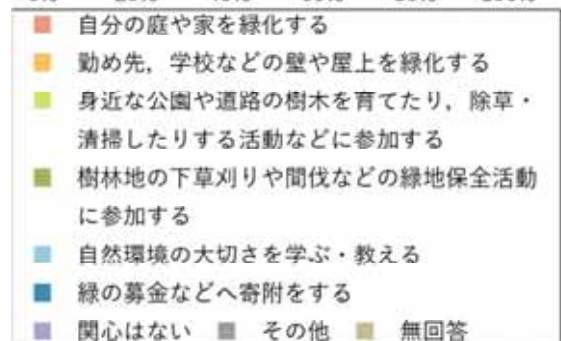 自分の庭や家を緑化する
勤め先，学校などの壁や屋上を緑化する
身近な公園や道路の樹木を育てたり，除草・
清掃したりする活動などに参加する
樹林地の下草刈りや間伐などの緑地保全活動
に参加する
自然環境の大切さを学ぶ・教える
緑の募金などへ寄附をする
関心はない その他 無回答